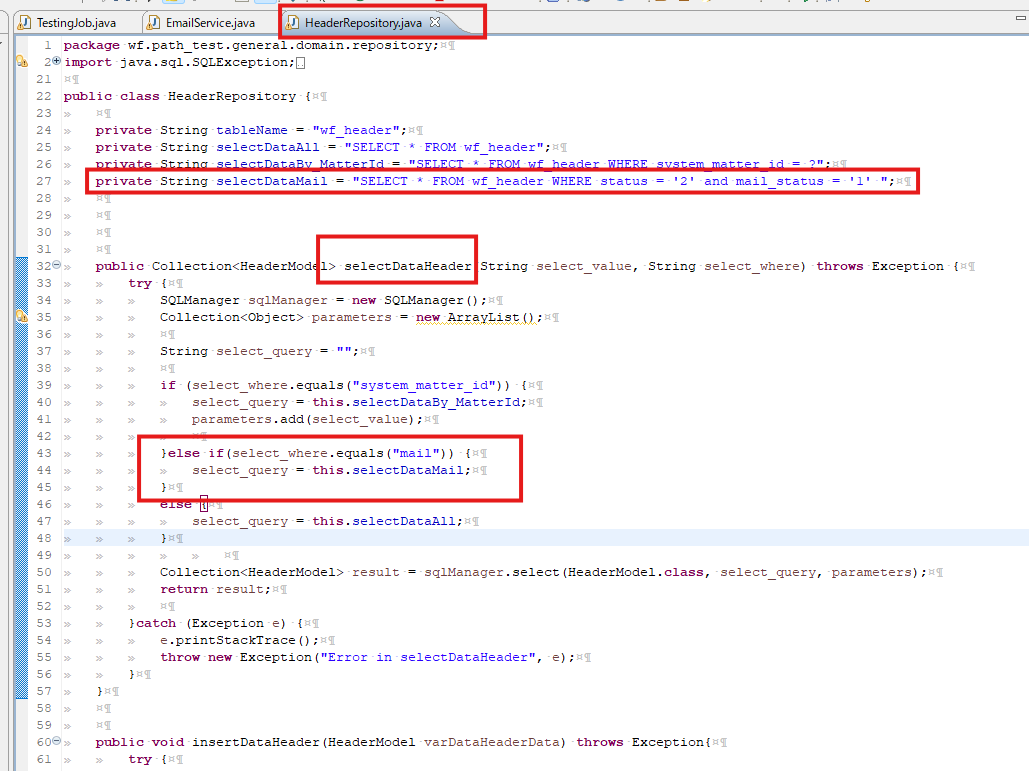 TestingJob.java EmailService.java HeaderRepository.java
1 package wf.path_test.general.domain.repository;
2 import java.sql.SQLException;
21
22 public class HeaderRepository {
23
24 private String tableName = "wf_header";
25 private String selectDataAll = "SELECT * FROM wf_header";
26 private String selectDataBy_MatterId = "SELECT * FROM wf_header WHERE system_matter_id = ?";
27 private String selectDataMail = "SELECT * FROM wf_header WHERE status = '2' and mail_status = '1' ";
28
29
30
31
32 public Collection<HeaderModel> selectDataHeader(String select_value, String select_where) throws Exception {
33 try {
34 SQLManager sqlManager = new SQLManager();
35 Collection<Object> parameters = new ArrayList();
36
37 String select_query = "";
38
39 if (select_where.equals("system_matter_id")) {
40 select_query = this.selectDataBy_MatterId;
41 parameters.add(select_value);
42
43 }else if(select_where.equals("mail")) {
44 select_query = this.selectDataMail;
45 }
46 else {
47 select_query = this.selectDataAll;
48 }
49
50 Collection<HeaderModel> result = sqlManager.select(HeaderModel.class, select_query, parameters);
51 return result;
52
53 }catch (Exception e) {
54 e.printStackTrace();
55 throw new Exception("Error in selectDataHeader", e);
56 }
57 }
58
59
60 public void insertDataHeader(HeaderModel varDataHeaderData) throws Exception{
61 try {